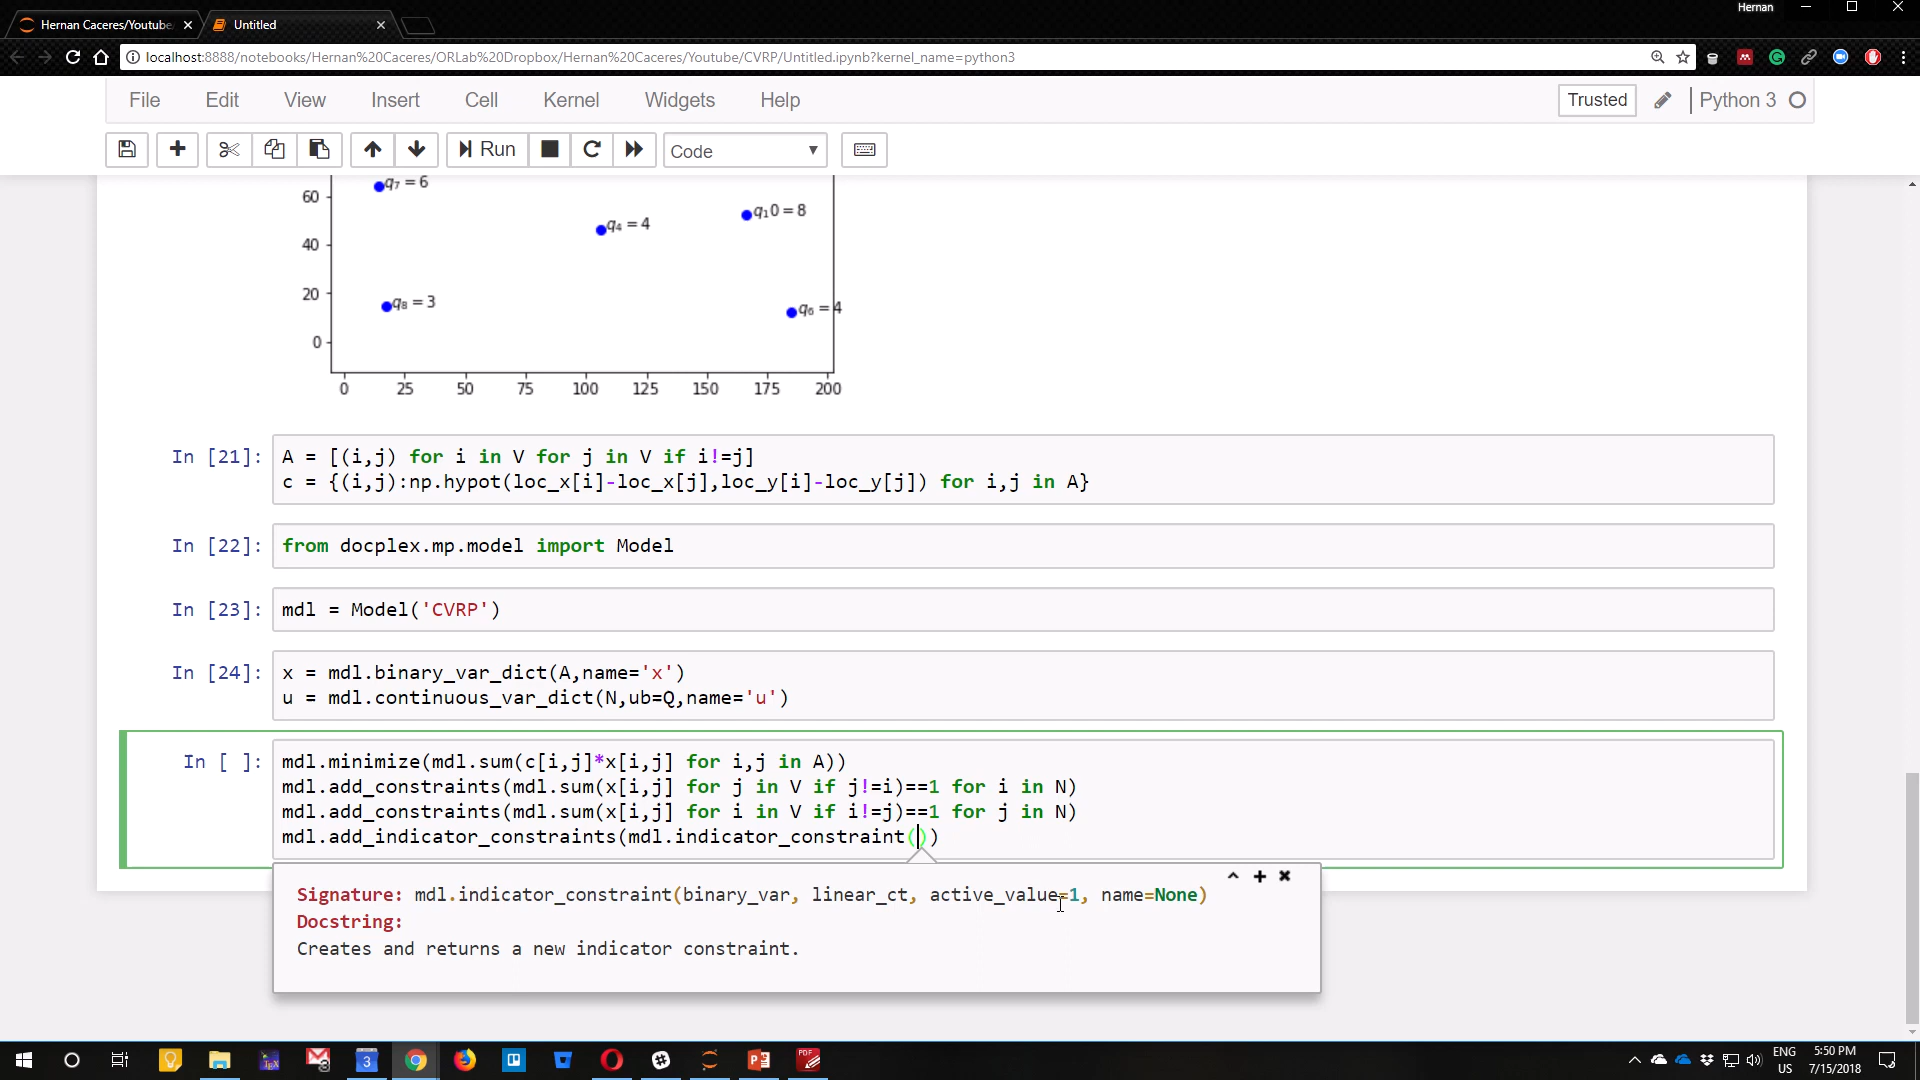 Hernan Caceres/Youtube
Untitled
Hernan
localhost:8888/notebooks/Hernan%20Caceres/ORLab%20Dropbox/Hernan%20Caceres/Youtube/CVRP/Untitled.ipynb?kernel_name=python3
File Edit View Insert Cell Kernel Widgets Help Trusted Python 3
Run Code
60
q7 = 6
q10 = 8
q4 = 4
40
20
q8 = 3
q6 = 4
0
0 25 50 75 100 125 150 175 200
In [21]: A = [(i,j) for i in V for j in V if i!=j]
c = {(i,j):np.hypot(loc_x[i]-loc_x[j],loc_y[i]-loc_y[j]) for i,j in A}
In [22]: from docplex.mp.model import Model
In [23]: mdl = Model('CVRP')
In [24]: x = mdl.binary_var_dict(A,name='x')
u = mdl.continuous_var_dict(N,ub=Q,name='u')
In [ ]: mdl.minimize(mdl.sum(c[i,j]*x[i,j] for i,j in A))
mdl.add_constraints(mdl.sum(x[i,j] for j in V if j!=i)==1 for i in N)
mdl.add_constraints(mdl.sum(x[i,j] for i in V if i!=j)==1 for j in N)
mdl.add_indicator_constraints(mdl.indicator_constraint())
Signature: mdl.indicator_constraint(binary_var, linear_ct, active_value=1, name=None)
Docstring:
Creates and returns a new indicator constraint.
ENG
US
5:50 PM
7/15/2018